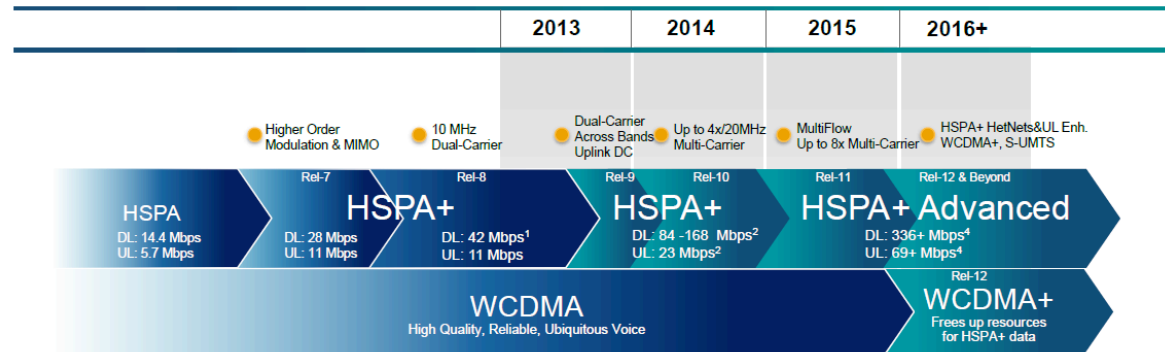 2013 2014 2015 2016+
Higher Order
Modulation & MIMO
10 MHz
Dual-Carrier
Dual-Carrier
Across Bands
Uplink DC
Up to 4x/20MHz
Multi-Carrier
MultiFlow
Up to 8x Multi-Carrier
HSPA+ HetNets&UL Enh.
WCDMA+, S-UMTS
HSPA
DL: 14.4 Mbps
UL: 5.7 Mbps
Rel-7 Rel-8
HSPA+
DL: 28 Mbps
UL: 11 Mbps
DL: 42 Mbps¹
UL: 11 Mbps
Rel-9 Rel-10
HSPA+
DL: 84 -168 Mbps²
UL: 23 Mbps²
Rel-11 Rel-12 & Beyond
HSPA+ Advanced
DL: 336+ Mbps⁴
UL: 69+ Mbps⁴
WCDMA
High Quality, Reliable, Ubiquitous Voice
Rel-12
WCDMA+
Frees up resources
for HSPA+ data